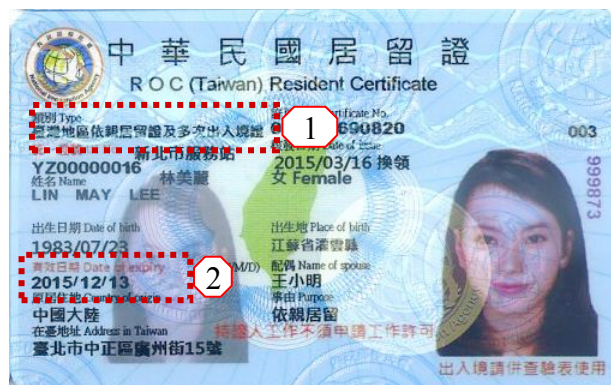 中華民國居留證
ROC (Taiwan) Resident Certificate
類別 Type
臺灣地區依親居留證及多次出入境證
Certificate No.
690820
003
新北市服務站
YZ00000016
2015/03/16 換領
姓名 Name
林美麗
女 Female
LIN MAY LEE
999873
出生日期 Date of birth
1983/07/23
出生地 Place of birth
江蘇省灌雲縣
有效日期 Date of expiry
2015/12/13
配偶 Name of spouse
王小明
事由 Purpose
依親居留
中國大陸
在臺地址 Address in Taiwan
臺北市中正區廣州街15號
持證人工作不須申請工作許可
出入境請併查驗表使用
1
2